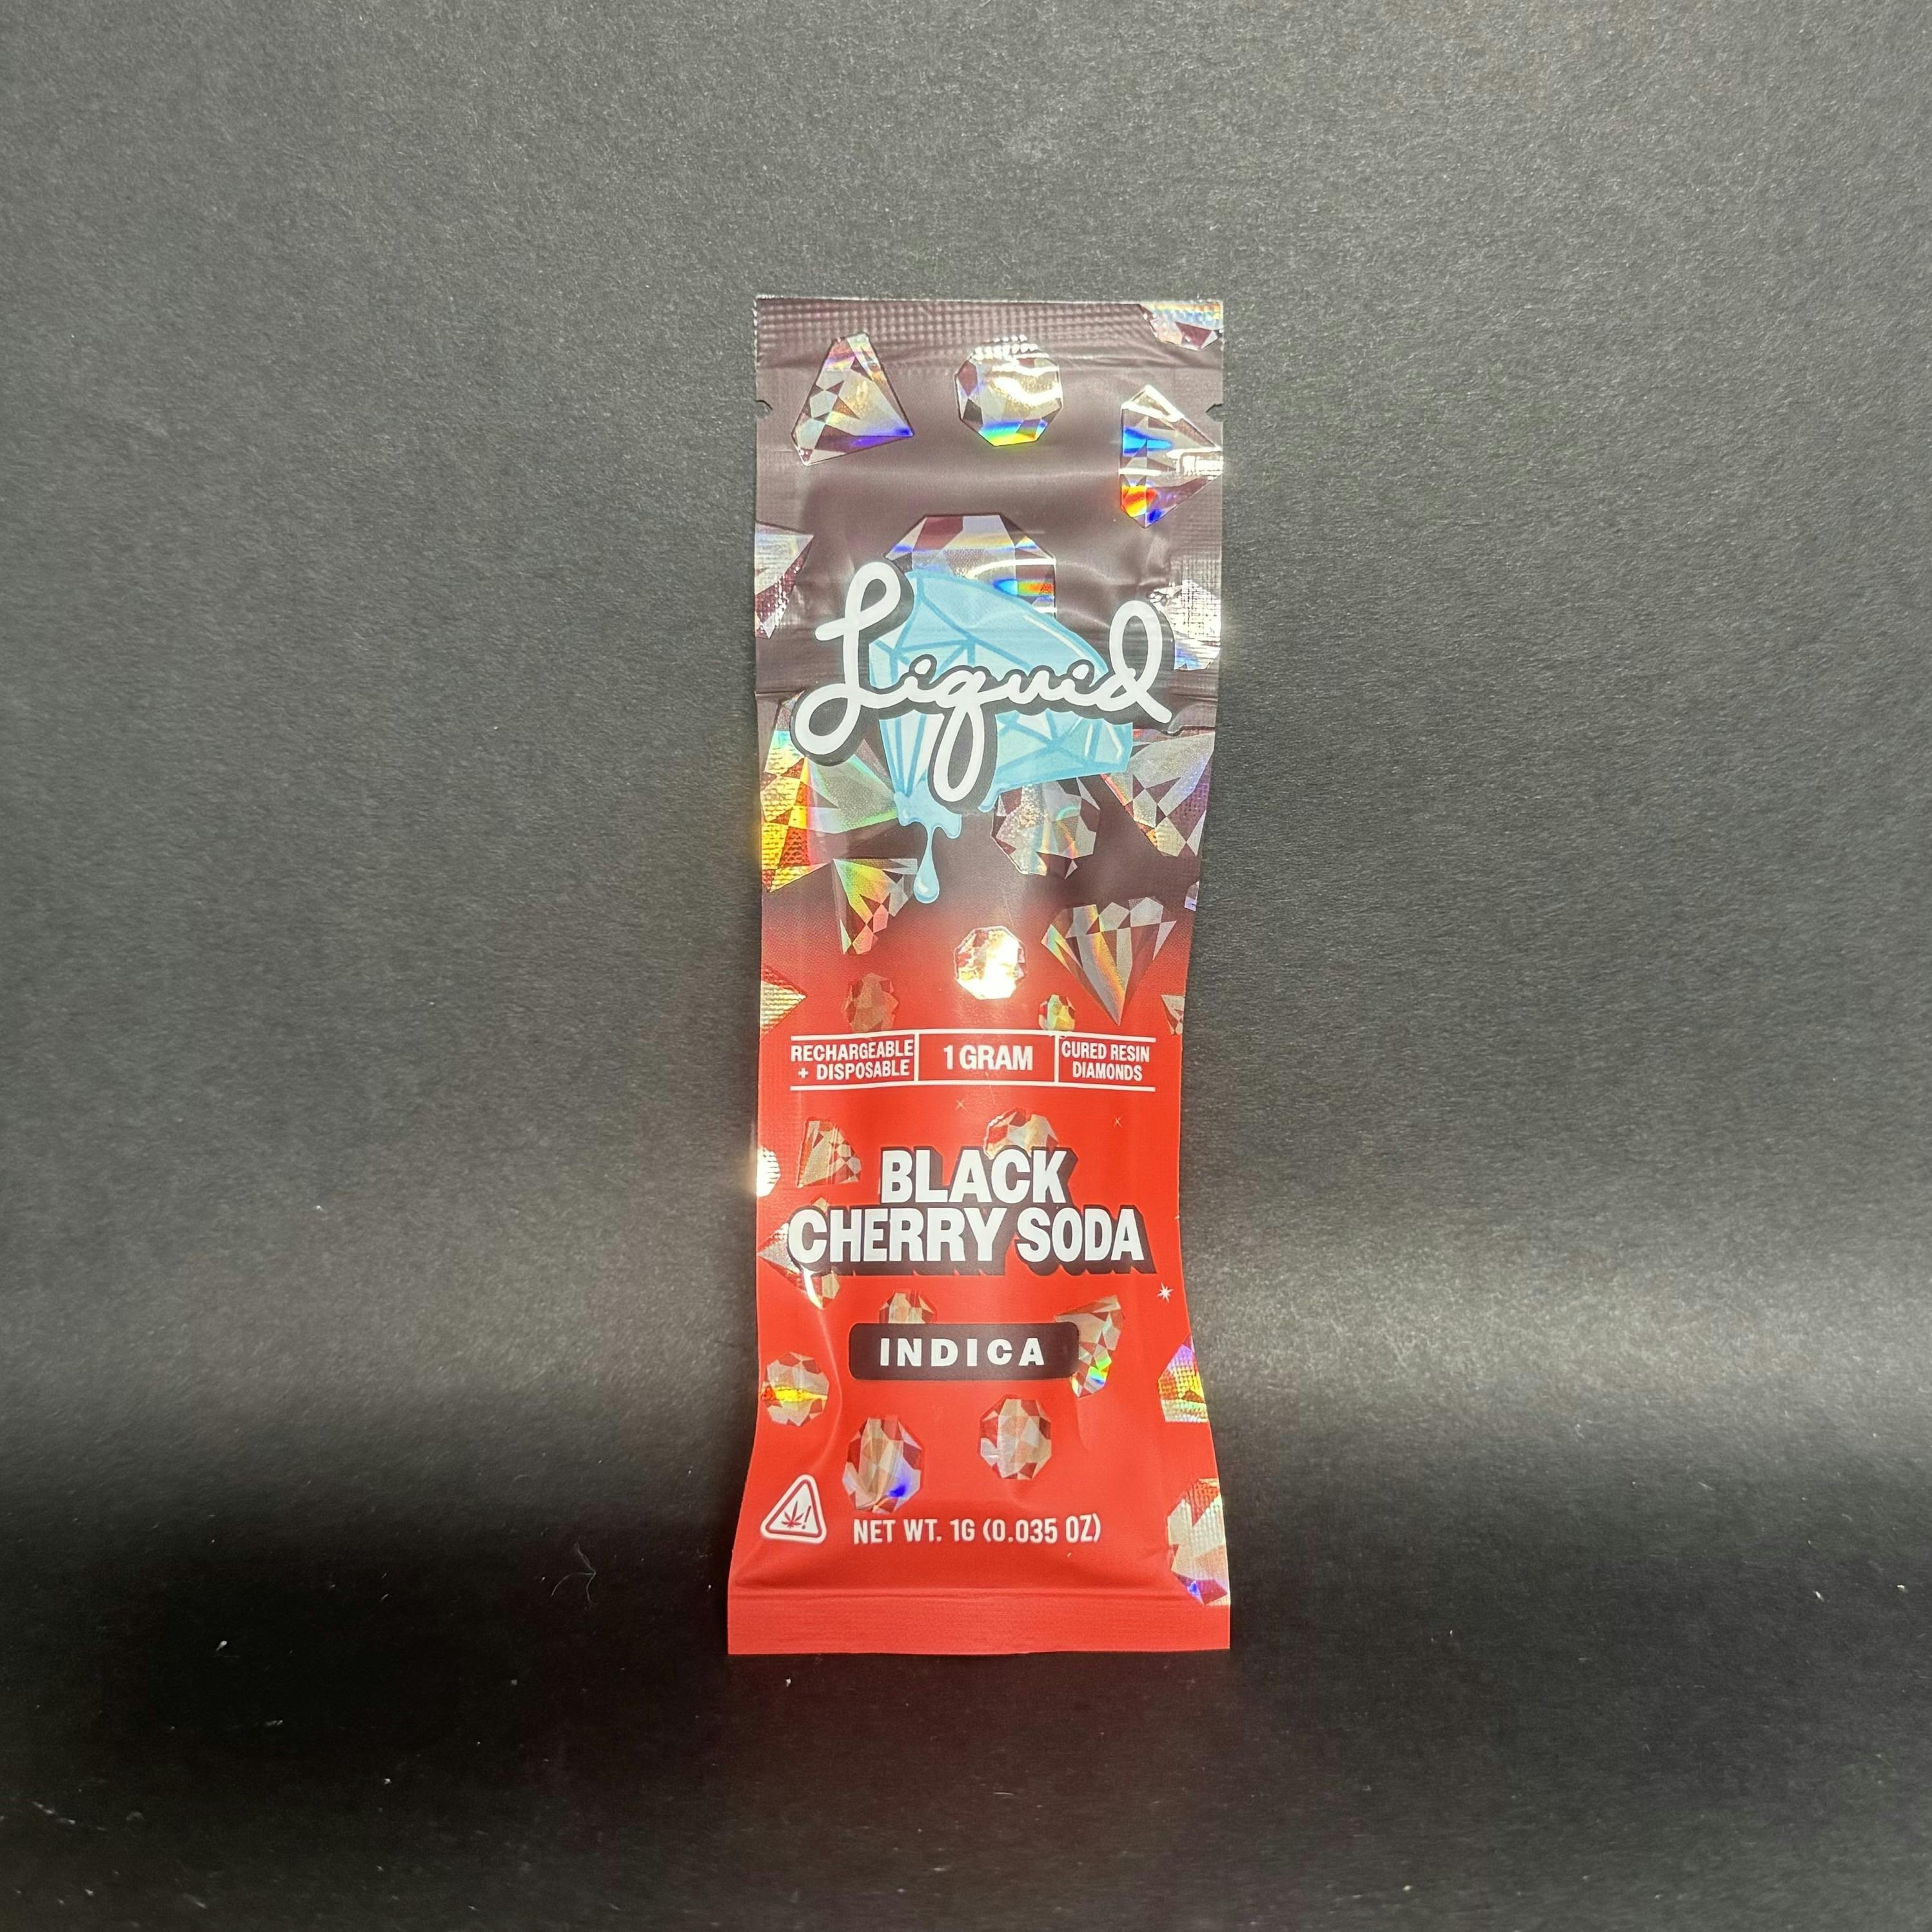 Liquid
RECHARGEABLE
+ DISPOSABLE
1 GRAM
CURED RESIN
DIAMONDS
BLACK
CHERRY SODA
INDICA
!
NET WT. 1G (0.035 OZ)